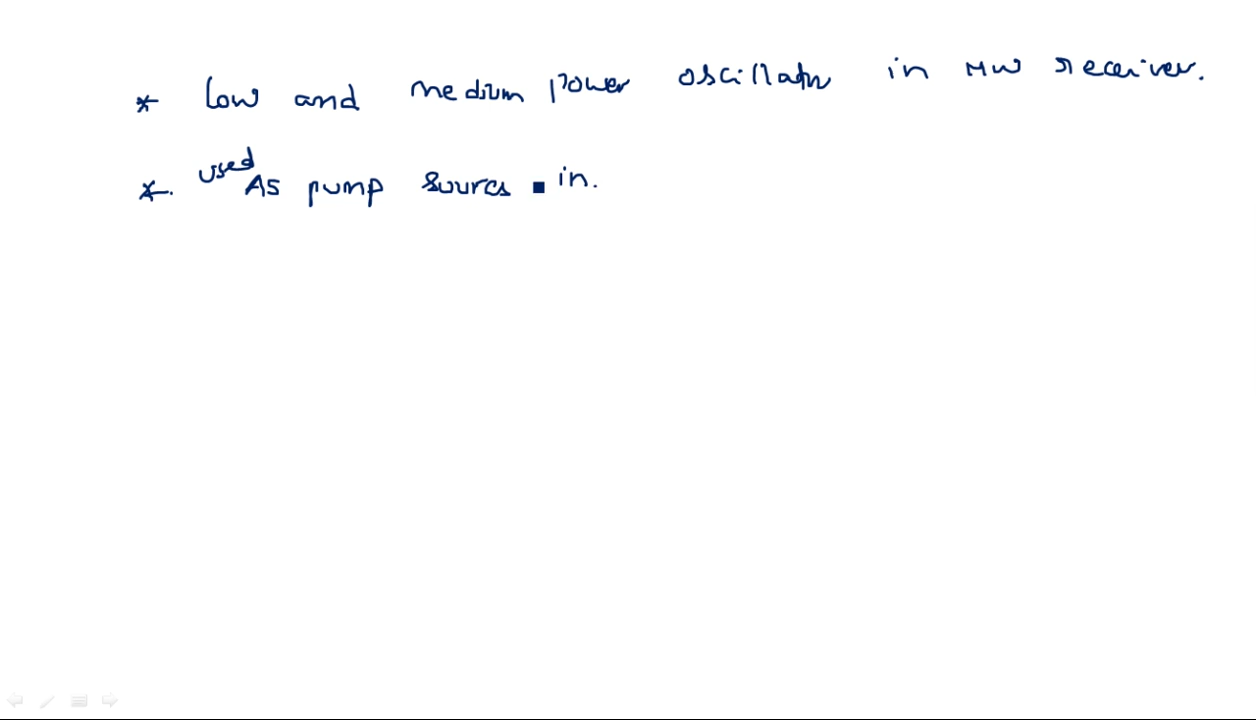 * Low and medium power oscillator in MW receiver.
* used As pump source in.